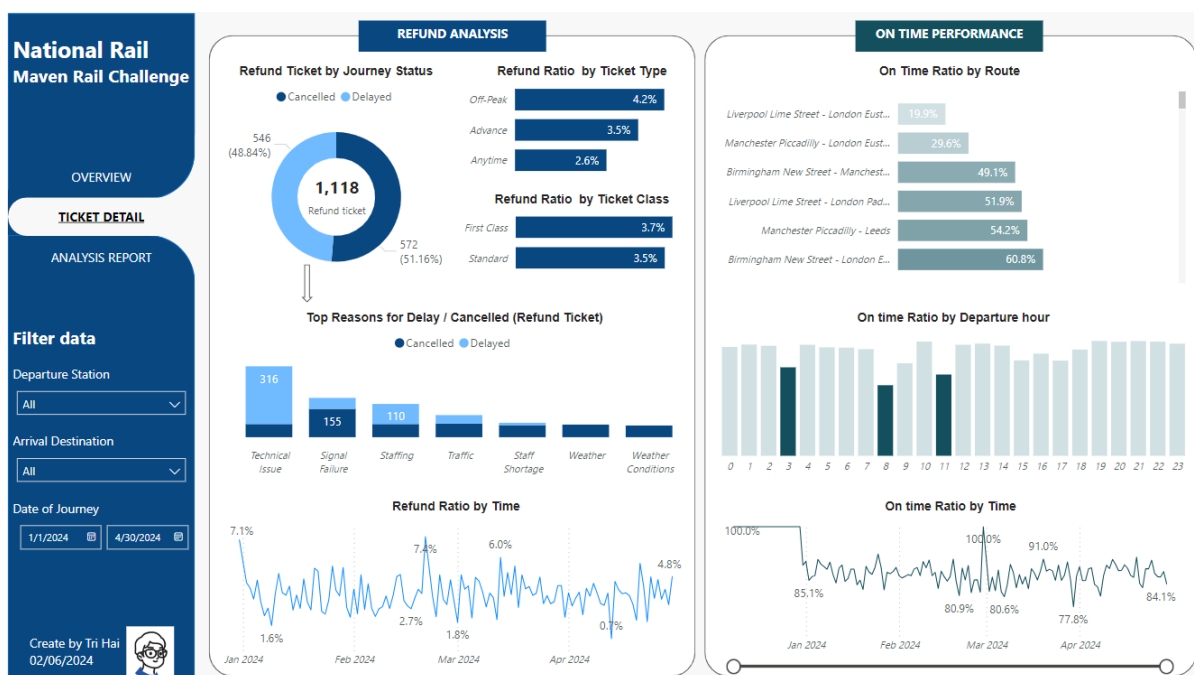 National Rail
Maven Rail Challenge
OVERVIEW
TICKET DETAIL
ANALYSIS REPORT
Filter data
Departure Station
All
Arrival Destination
All
Date of Journey
1/1/2024
4/30/2024
Create by Tri Hai
02/06/2024
REFUND ANALYSIS
Refund Ticket by Journey Status
Cancelled Delayed
546
(48.84%)
1,118
Refund ticket
572
(51.16%)
Refund Ratio by Ticket Type
Off-Peak 4.2%
Advance 3.5%
Anytime 2.6%
Refund Ratio by Ticket Class
First Class 3.7%
Standard 3.5%
Top Reasons for Delay / Cancelled (Refund Ticket)
Cancelled Delayed
316
155
110
Technical Issue
Signal Failure
Staffing
Traffic
Staff Shortage
Weather
Weather Conditions
Refund Ratio by Time
7.1%
1.6%
2.7%
7.4%
1.8%
6.0%
0.7%
4.8%
Jan 2024 Feb 2024 Mar 2024 Apr 2024
ON TIME PERFORMANCE
On Time Ratio by Route
Liverpool Lime Street - London Eust... 19.9%
Manchester Piccadilly - London Eust... 29.6%
Birmingham New Street - Manchest... 49.1%
Liverpool Lime Street - London Pad... 51.9%
Manchester Piccadilly - Leeds 54.2%
Birmingham New Street - London E... 60.8%
On time Ratio by Departure hour
0 1 2 3 4 5 6 7 8 9 10 11 12 13 14 15 16 17 18 19 20 21 22 23
On time Ratio by Time
100.0%
85.1%
80.9%
100.0%
80.6%
91.0%
77.8%
84.1%
Jan 2024 Feb 2024 Mar 2024 Apr 2024